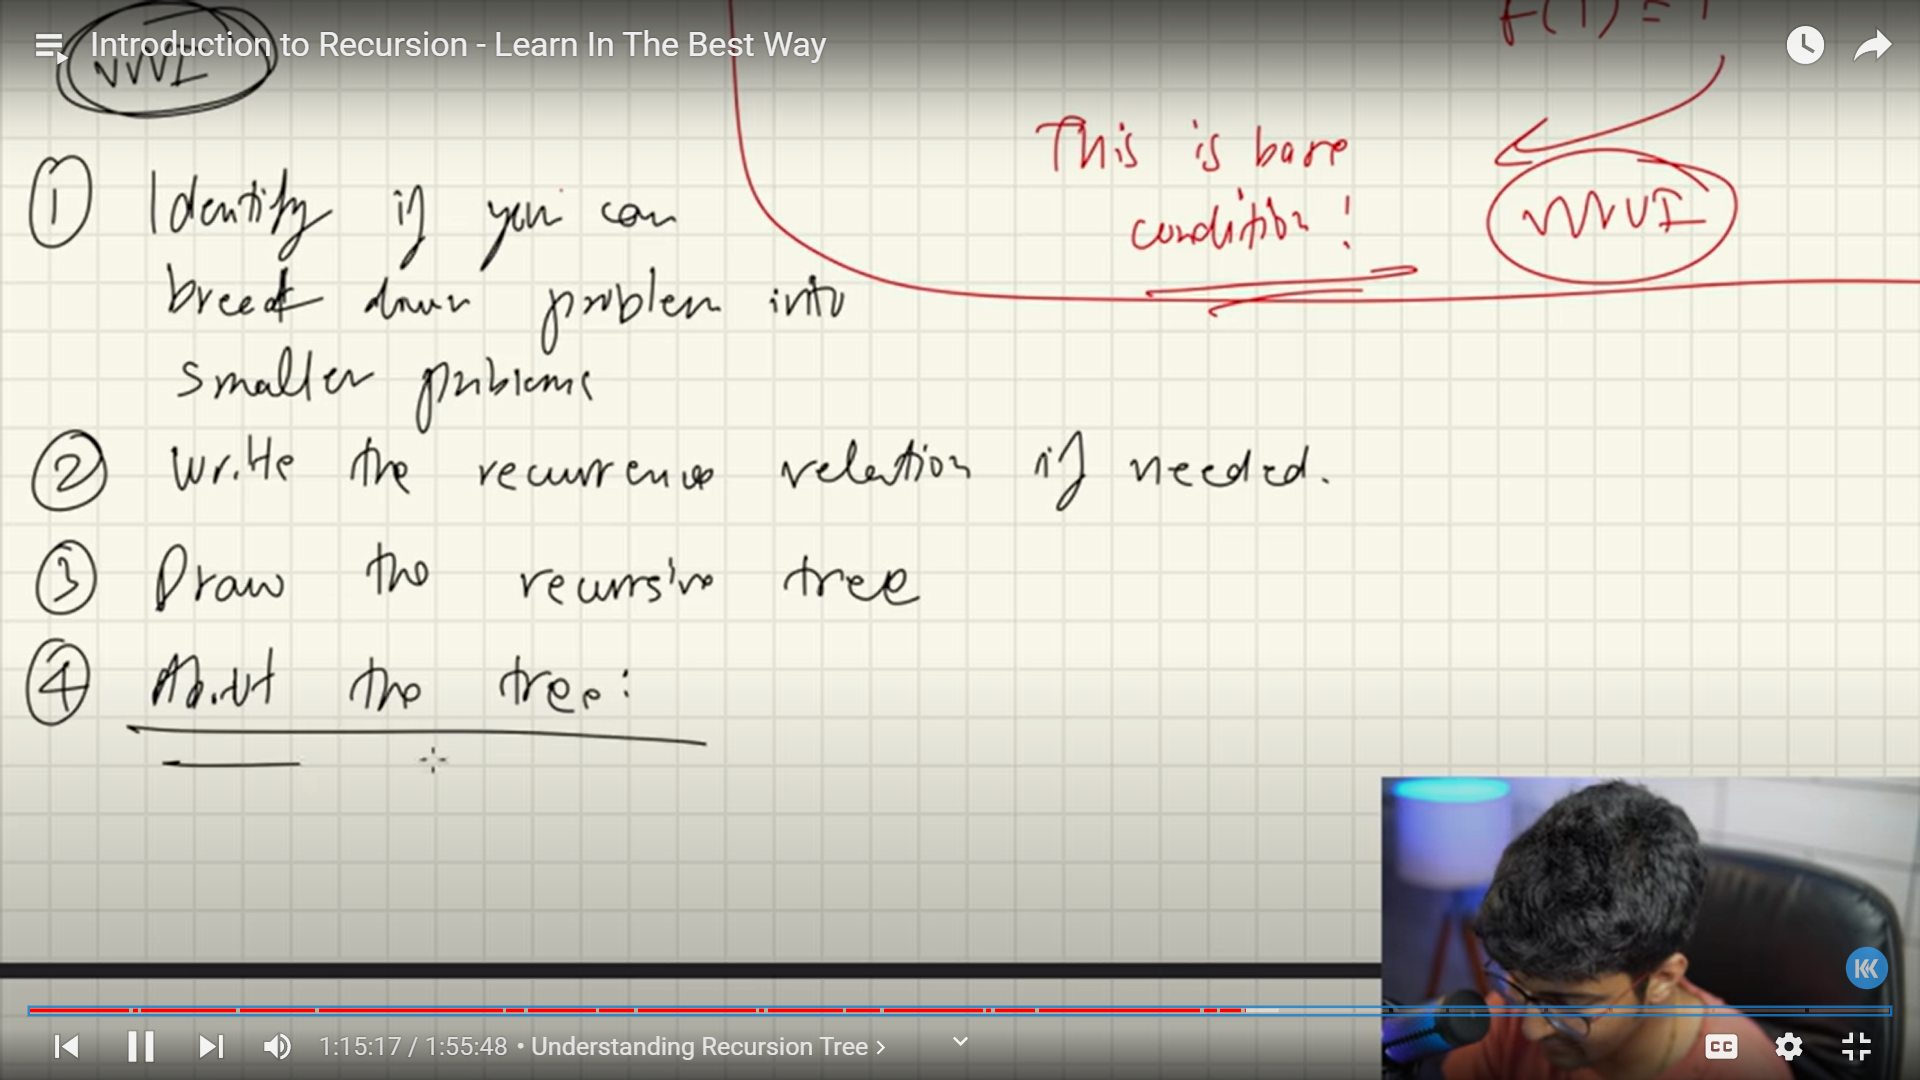 Introduction to Recursion - Learn In The Best Way
VVVI
f(1) = 1
This is base
condition!
VVVVI
1 Identify if you can
break down problem into
smaller problems
2 Write the recurrence relation if needed.
3 Draw the recursive tree
4 About the tree:
1:15:17 / 1:55:48 • Understanding Recursion Tree >
CC